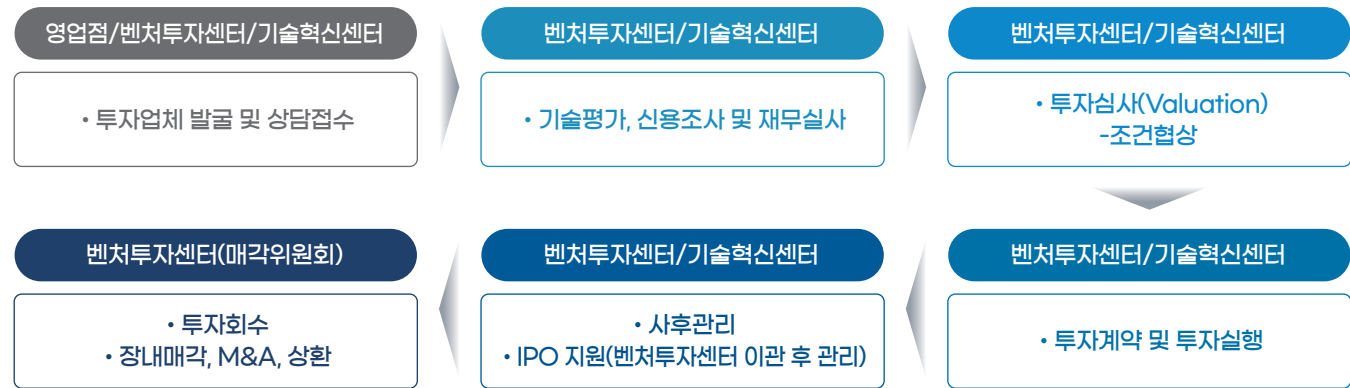 영업점/벤처투자센터/기술혁신센터
• 투자업체 발굴 및 상담접수
벤처투자센터/기술혁신센터
• 기술평가, 신용조사 및 재무실사
벤처투자센터/기술혁신센터
• 투자심사(Valuation)
-조건협상
벤처투자센터/기술혁신센터
• 투자계약 및 투자실행
벤처투자센터/기술혁신센터
• 사후관리
• IPO 지원(벤처투자센터 이관 후 관리)
벤처투자센터(매각위원회)
• 투자회수
• 장내매각, M&A, 상환